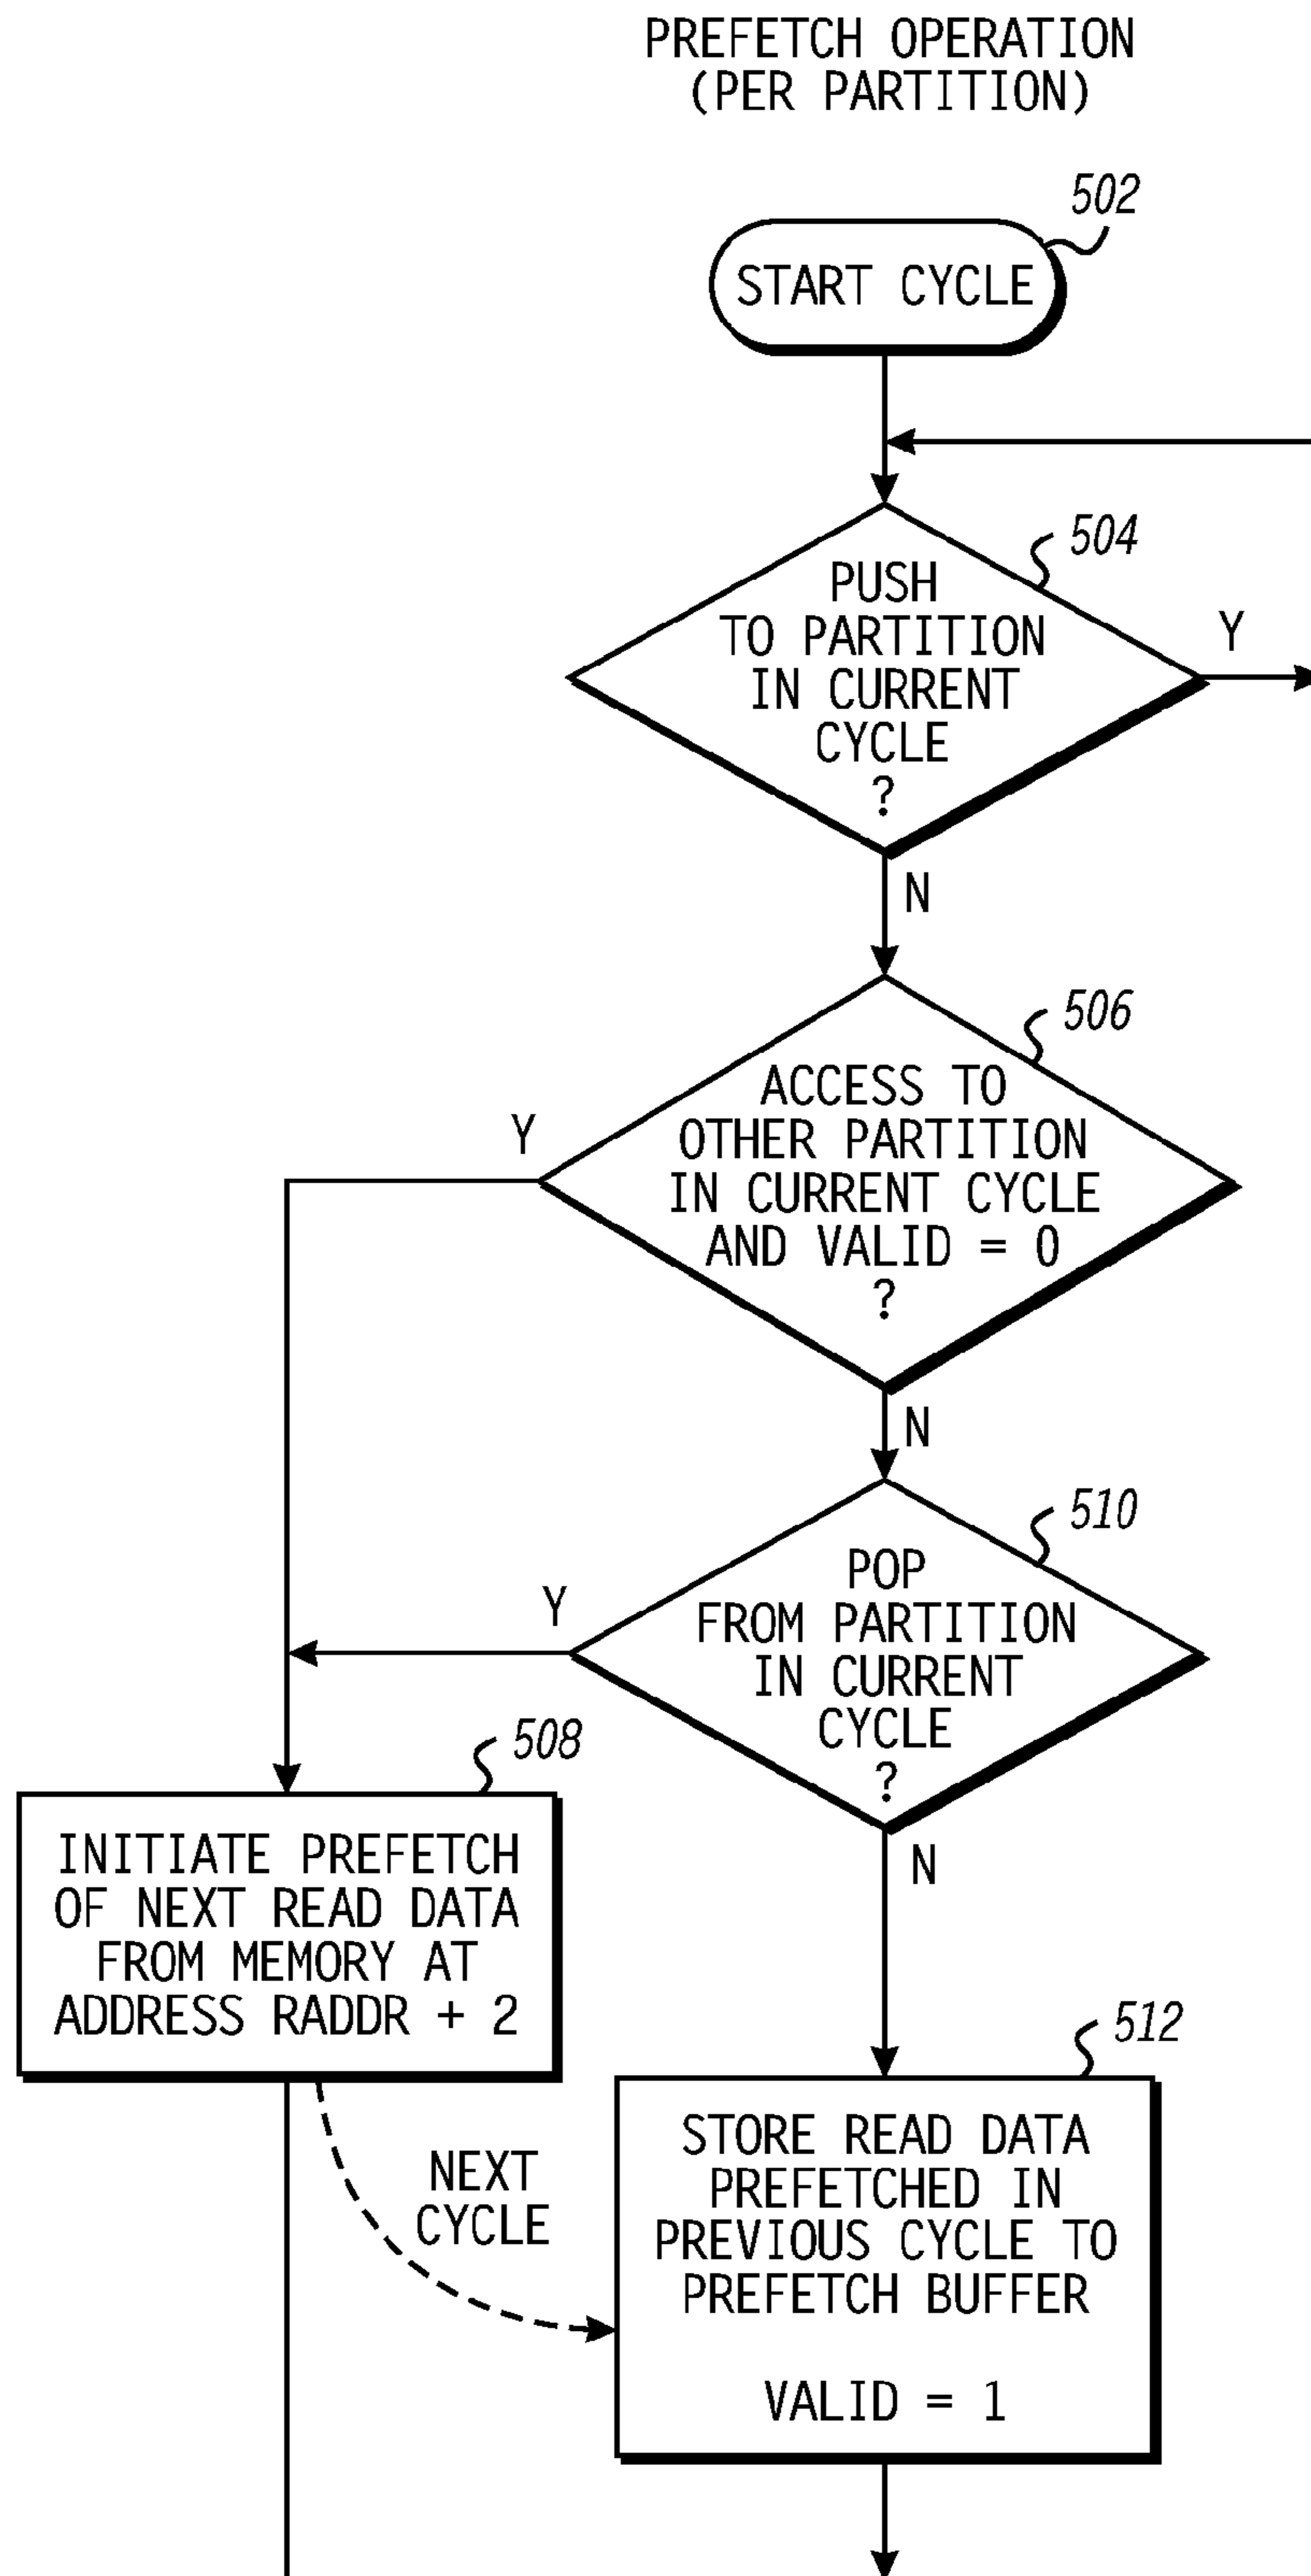 PREFETCH OPERATION
(PER PARTITION)
502
START CYCLE
504
PUSH
TO PARTITION
IN CURRENT
CYCLE
?
Y
N
506
ACCESS TO
OTHER PARTITION
IN CURRENT CYCLE
AND VALID = 0
?
Y
N
510
POP
FROM PARTITION
IN CURRENT
CYCLE
?
Y
N
508
INITIATE PREFETCH
OF NEXT READ DATA
FROM MEMORY AT
ADDRESS RADDR + 2
NEXT
CYCLE
512
STORE READ DATA
PREFETCHED IN
PREVIOUS CYCLE TO
PREFETCH BUFFER
VALID = 1